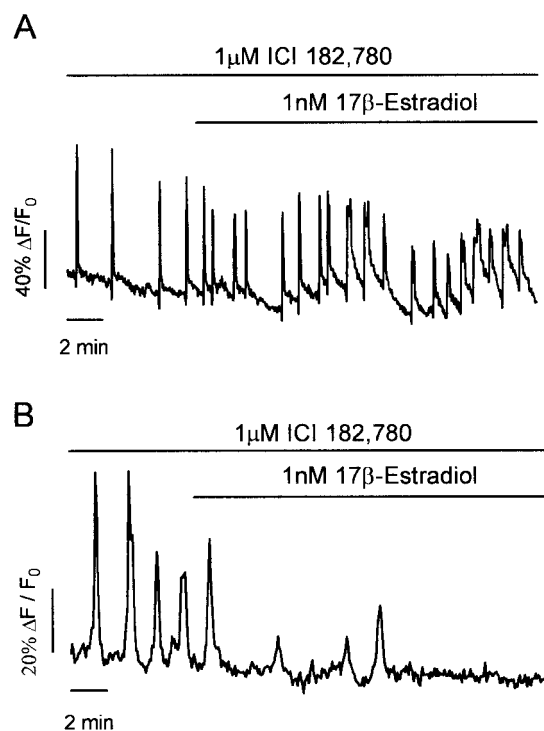 A
1μM ICI 182,780
1nM 17β-Estradiol
40% ΔF/F0
2 min
B
1μM ICI 182,780
1nM 17β-Estradiol
20% ΔF / F0
2 min